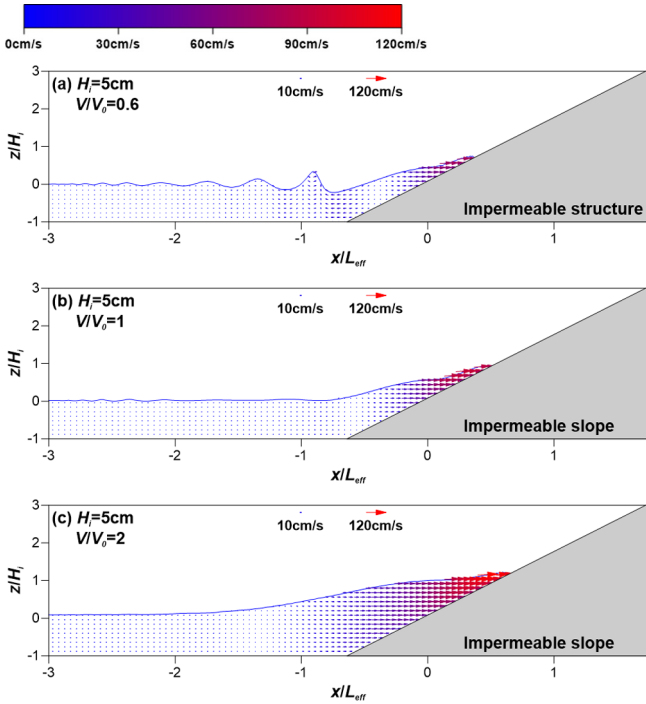 0cm/s 30cm/s 60cm/s 90cm/s 120cm/s
3
(a) Hi=5cm
V/V0=0.6
10cm/s 120cm/s
2
z/Hi
1
0
Impermeable structure
-1
-3 -2 -1 0 1
x/Leff
3
(b) Hi=5cm
V/V0=1
10cm/s 120cm/s
2
z/Hi
1
0
Impermeable slope
-1
-3 -2 -1 0 1
x/Leff
3
(c) Hi=5cm
V/V0=2
10cm/s 120cm/s
2
z/Hi
1
0
Impermeable slope
-1
-3 -2 -1 0 1
x/Leff